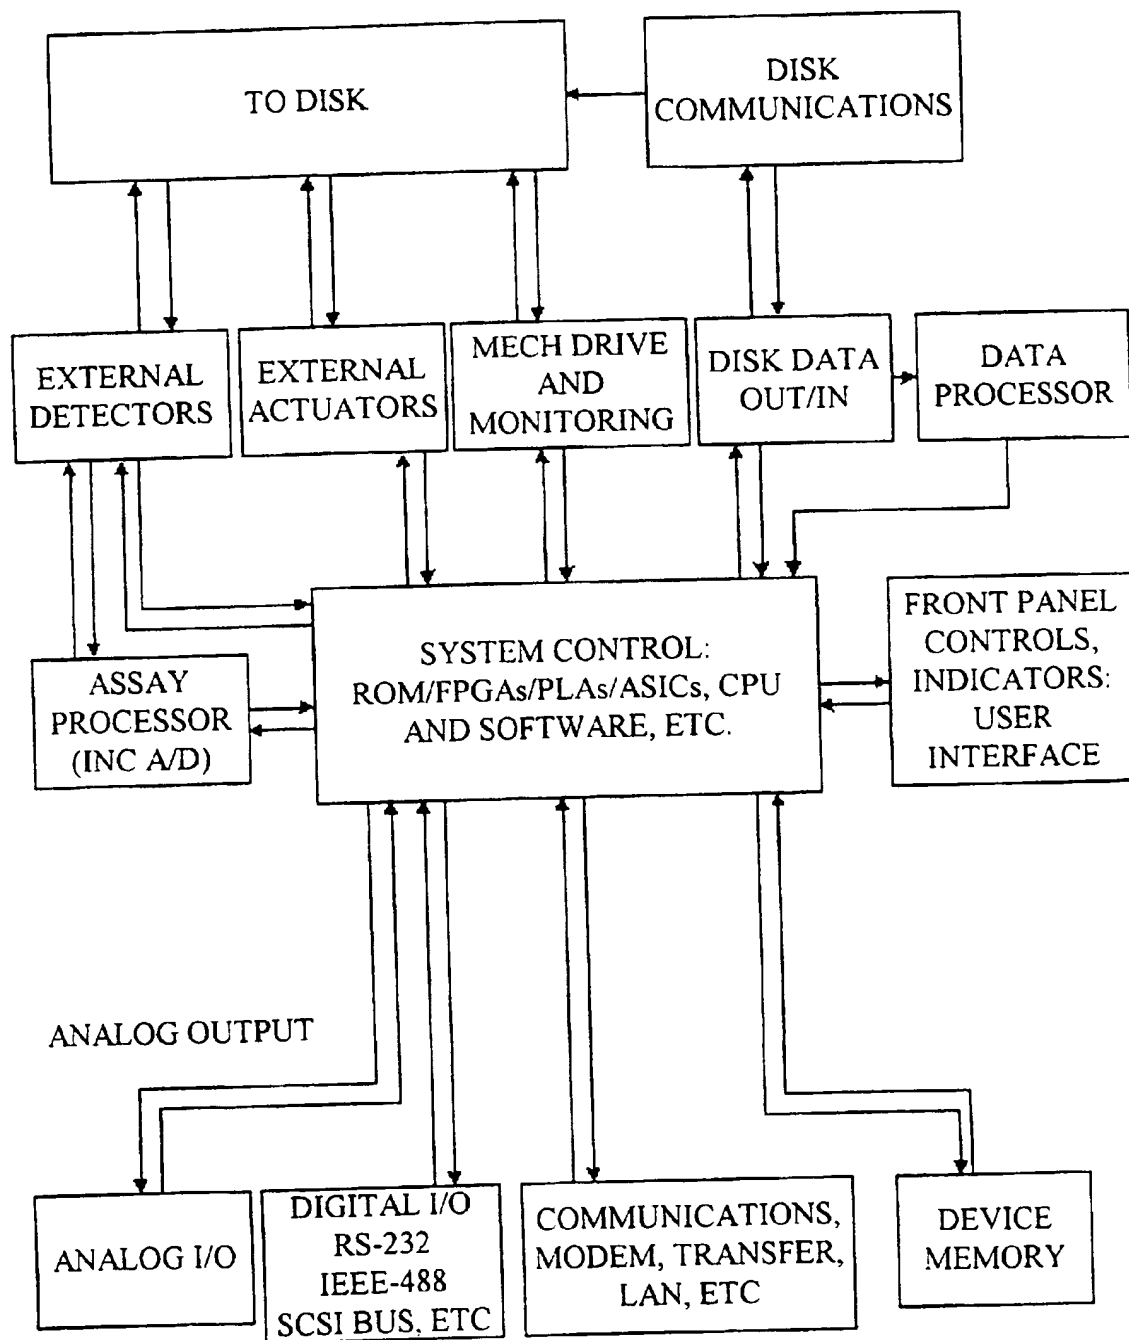 TO DISK
DISK
COMMUNICATIONS
EXTERNAL
DETECTORS
EXTERNAL
ACTUATORS
MECH DRIVE
AND
MONITORING
DISK DATA
OUT/IN
DATA
PROCESSOR
ASSAY
PROCESSOR
(INC A/D)
SYSTEM CONTROL:
ROM/FPGAs/PLAs/ASICs, CPU
AND SOFTWARE, ETC.
FRONT PANEL
CONTROLS,
INDICATORS:
USER
INTERFACE
ANALOG OUTPUT
ANALOG I/O
DIGITAL I/O
RS-232
IEEE-488
SCSI BUS, ETC
COMMUNICATIONS,
MODEM, TRANSFER,
LAN, ETC
DEVICE
MEMORY